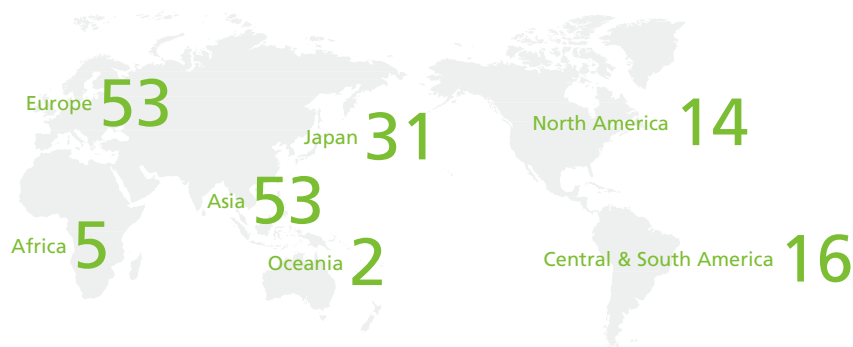 Europe 53
Japan 31
North America 14
Asia 53
Africa 5
Oceania 2
Central & South America 16